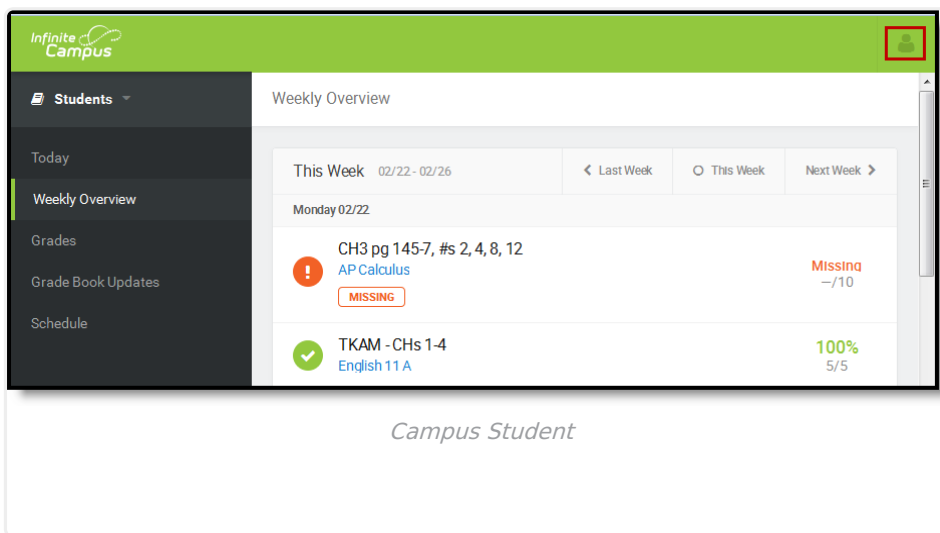 Infinite
Campus
Students
Weekly Overview
Today
Weekly Overview
Grades
Grade Book Updates
Schedule
This Week 02/22 - 02/26
Last Week
This Week
Next Week
Monday 02/22
CH3 pg 145-7, #s 2, 4, 8, 12
AP Calculus
MISSING
Missing
–/10
TKAM - CHs 1-4
English 11 A
100%
5/5
Campus Student